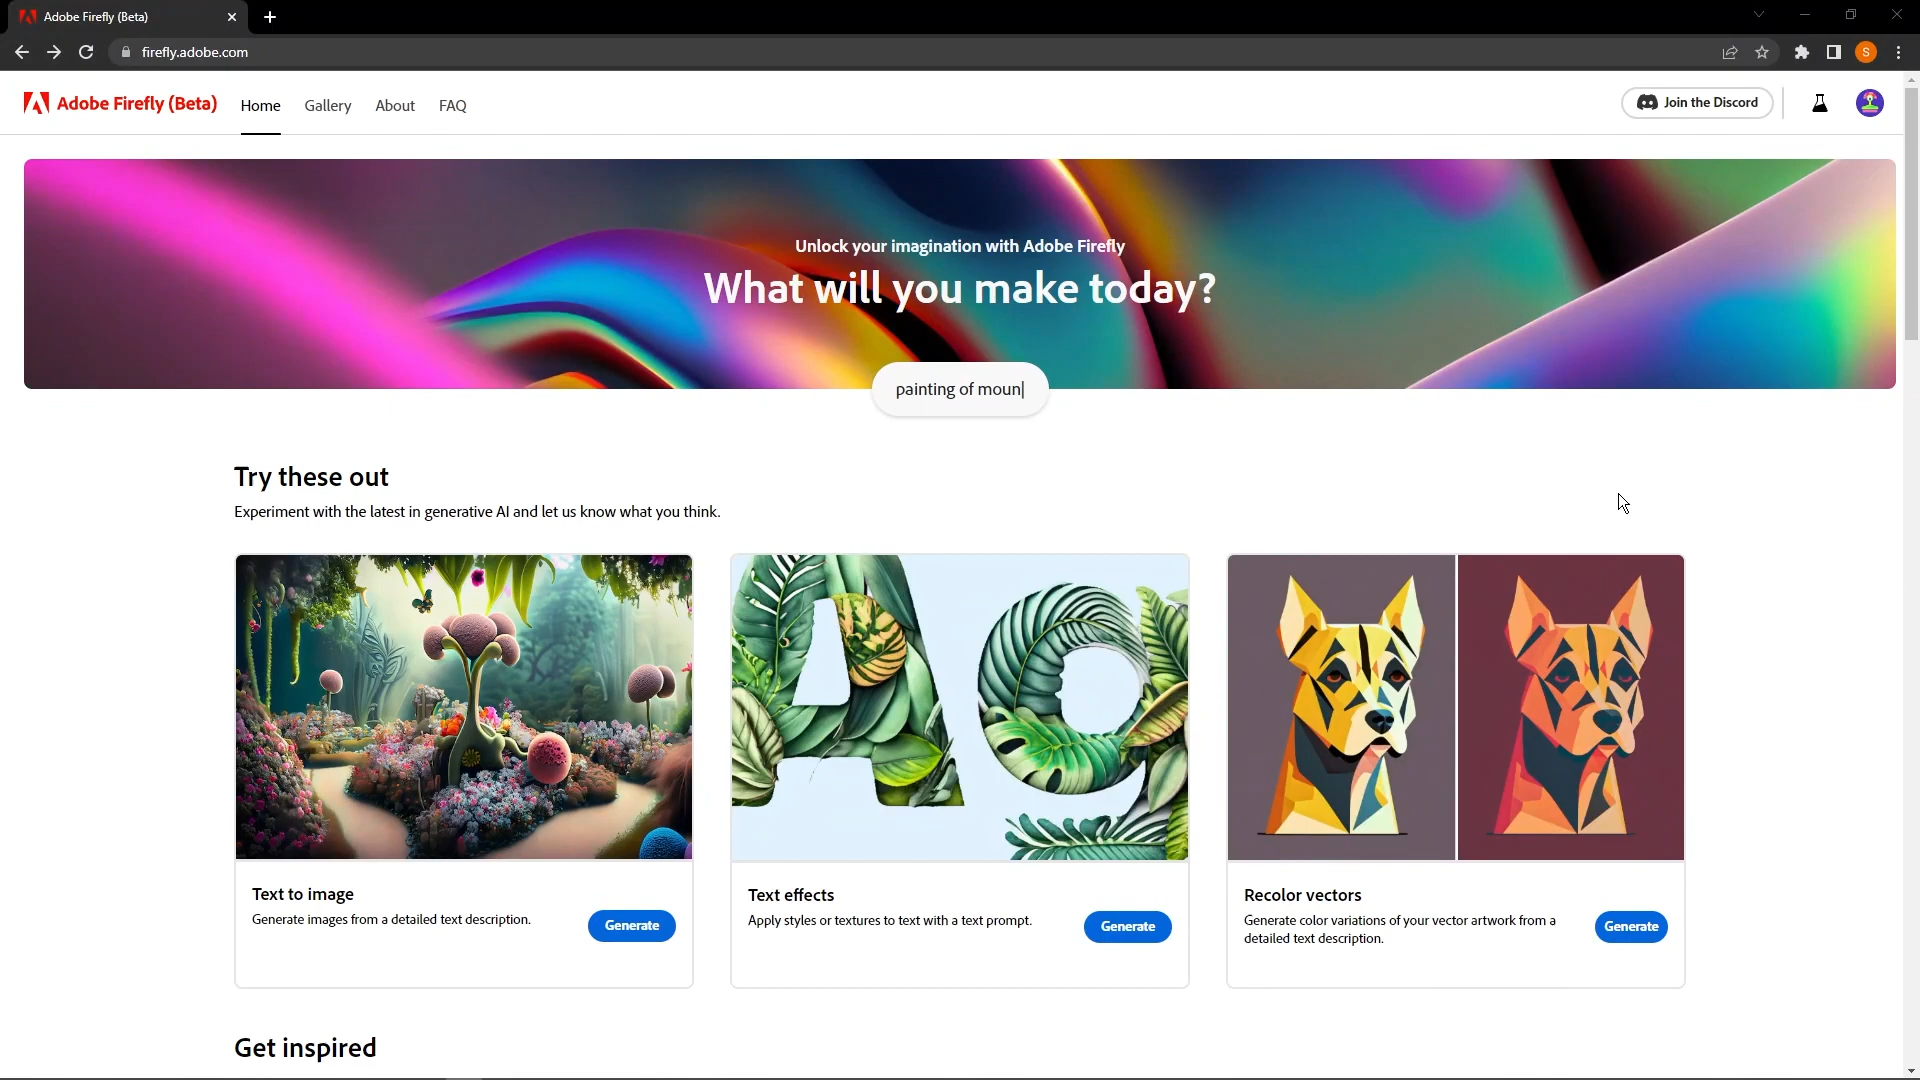 Adobe Firefly (Beta)
firefly.adobe.com
S
Adobe Firefly (Beta)
Home
Gallery
About
FAQ
Join the Discord
Unlock your imagination with Adobe Firefly
What will you make today?
painting of moun
Try these out
Experiment with the latest in generative AI and let us know what you think.
Ag
Text to image
Generate images from a detailed text description.
Generate
Text effects
Apply styles or textures to text with a text prompt.
Generate
Recolor vectors
Generate color variations of your vector artwork from a
detailed text description.
Generate
Get inspired